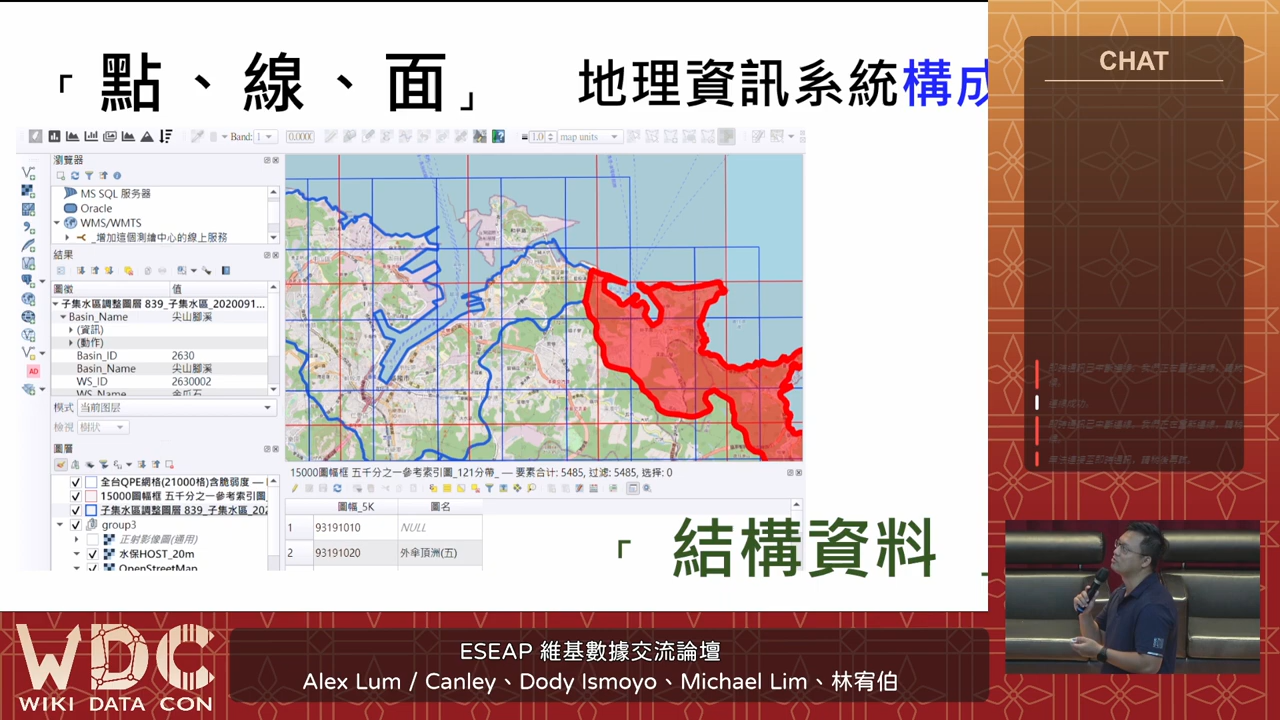 「點、線、面」 地理資訊系統構成
CHAT
Band: 1
0.0000
1.0 map units
瀏覽器
MS SQL 服务器
Oracle
WMS/WMTS
_增加這個測繪中心的線上服務
結果
圖徵 值
子集水區調整圖層 839_子集水區_2020091...
Basin_Name 尖山腳溪
(資訊)
(動作)
Basin_ID 2630
Basin_Name 尖山腳溪
WS_ID 2630002
WS_Name 金瓜石
模式 当前图层
檢視 樹狀
圖層
全台QPE網格(21000格)含脆弱度 —
15000圖幅框 五千分之一參考索引圖_
子集水區調整圖層 839_子集水區_202
group3
正射影像圖(通用)
水保HOST_20m
OpenStreetMap
15000圖幅框 五千分之一參考索引圖_121分帶_ — 要素合计: 5485, 过滤: 5485, 选择: 0
圖幅_5K 圖名
1 93191010 NULL
2 93191020 外傘頂洲(五)
「 結構資料 」
WDC
WIKI DATA CON
ESEAP 維基數據交流論壇
Alex Lum / Canley、Dody Ismoyo、Michael Lim、林宥伯